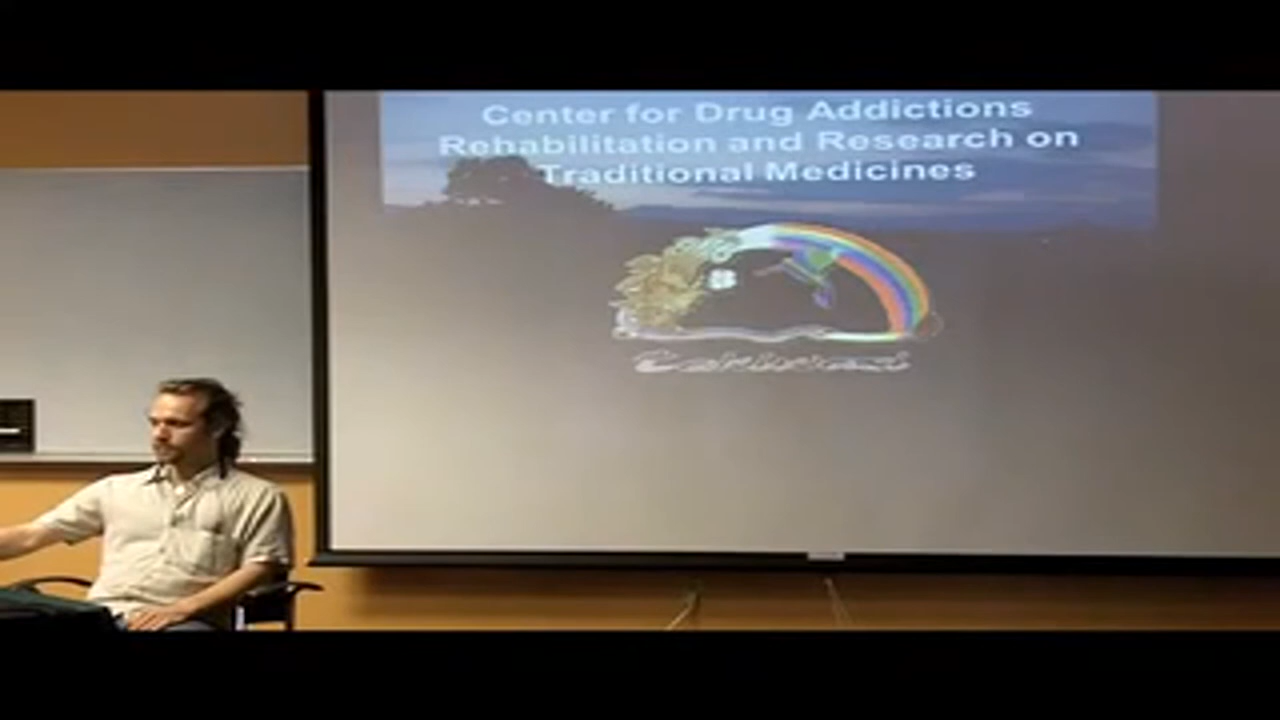 Center for Drug Addictions
Rehabilitation and Research on
Traditional Medicines